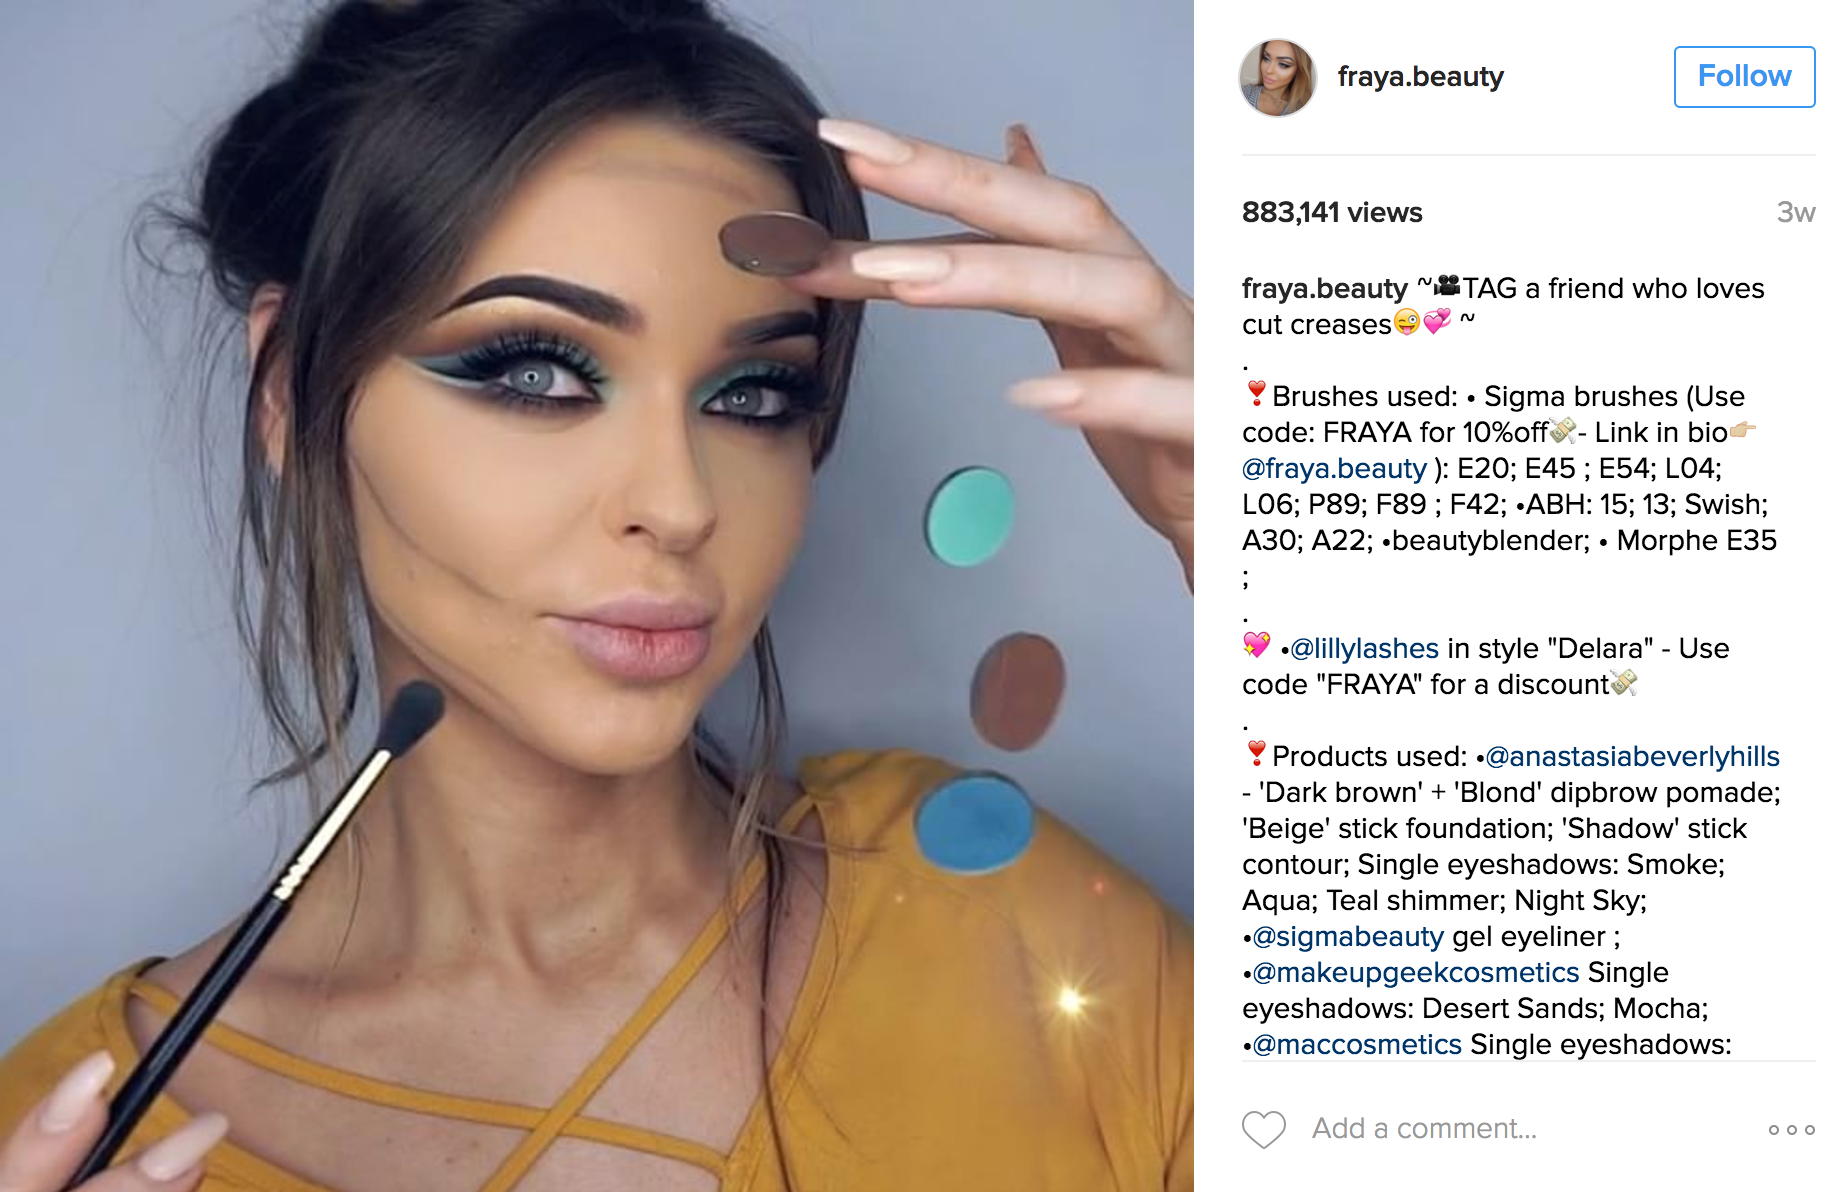 fraya.beauty
Follow
883,141 views
3w
fraya.beauty ~🎥TAG a friend who loves
cut creases😜💞 ~
.
❣Brushes used: • Sigma brushes (Use
code: FRAYA for 10%off💸- Link in bio👉🏼
@fraya.beauty ): E20; E45 ; E54; L04;
L06; P89; F89 ; F42; •ABH: 15; 13; Swish;
A30; A22; •beautyblender; • Morphe E35
;
.
💖 •@lillylashes in style "Delara" - Use
code "FRAYA" for a discount💸
.
❣Products used: •@anastasiabeverlyhills
- 'Dark brown' + 'Blond' dipbrow pomade;
'Beige' stick foundation; 'Shadow' stick
contour; Single eyeshadows: Smoke;
Aqua; Teal shimmer; Night Sky;
•@sigmabeauty gel eyeliner ;
•@makeupgeekcosmetics Single
eyeshadows: Desert Sands; Mocha;
•@maccosmetics Single eyeshadows:
Add a comment...